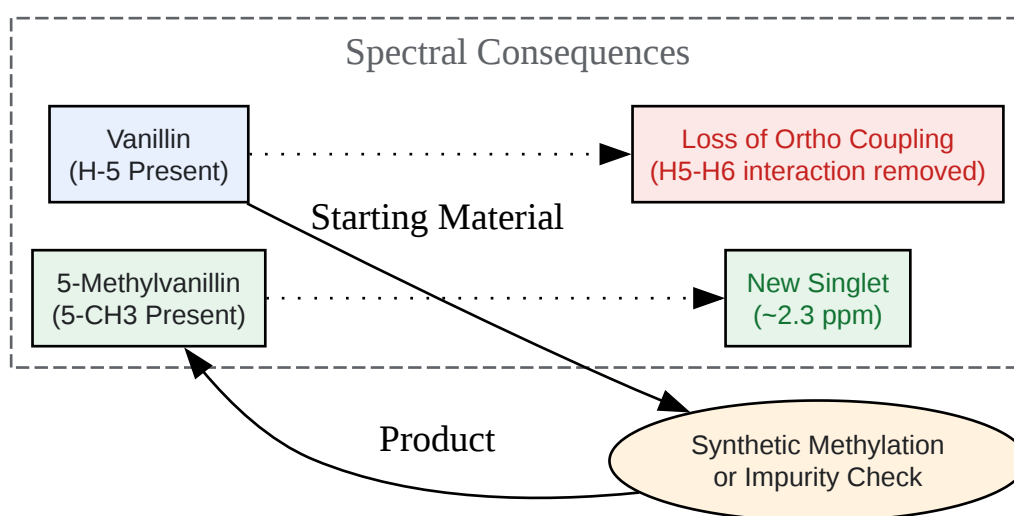 Spectral Consequences
Vanillin
(H-5 Present)
Loss of Ortho Coupling
(H5-H6 interaction removed)
Starting Material
5-Methylvanillin
(5-CH3 Present)
New Singlet
(~2.3 ppm)
Product
Synthetic Methylation
or Impurity Check